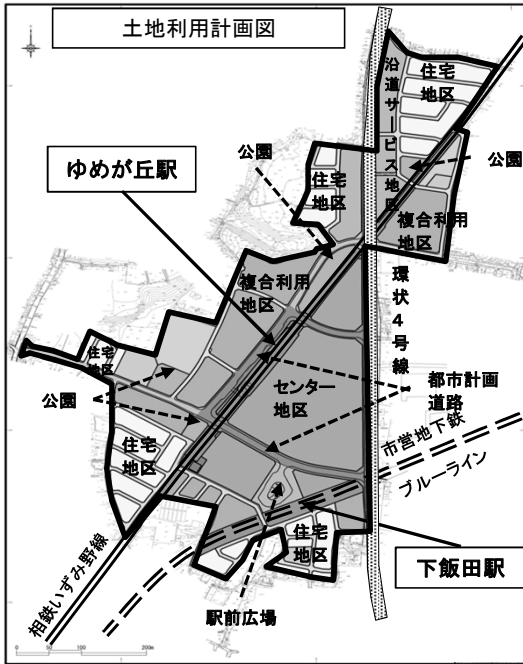 土地利用計画図
住宅
地区
沿道サービス地区
公園
公園
ゆめが丘駅
住宅
地区
複合利用
地区
複合利用
地区
環状4号線
住宅
地区
センター
地区
都市計画
道路
公園
住宅
地区
市営地下鉄
ブルーライン
住宅
地区
下飯田駅
相鉄いずみ野線
駅前広場
0 50 100 200m